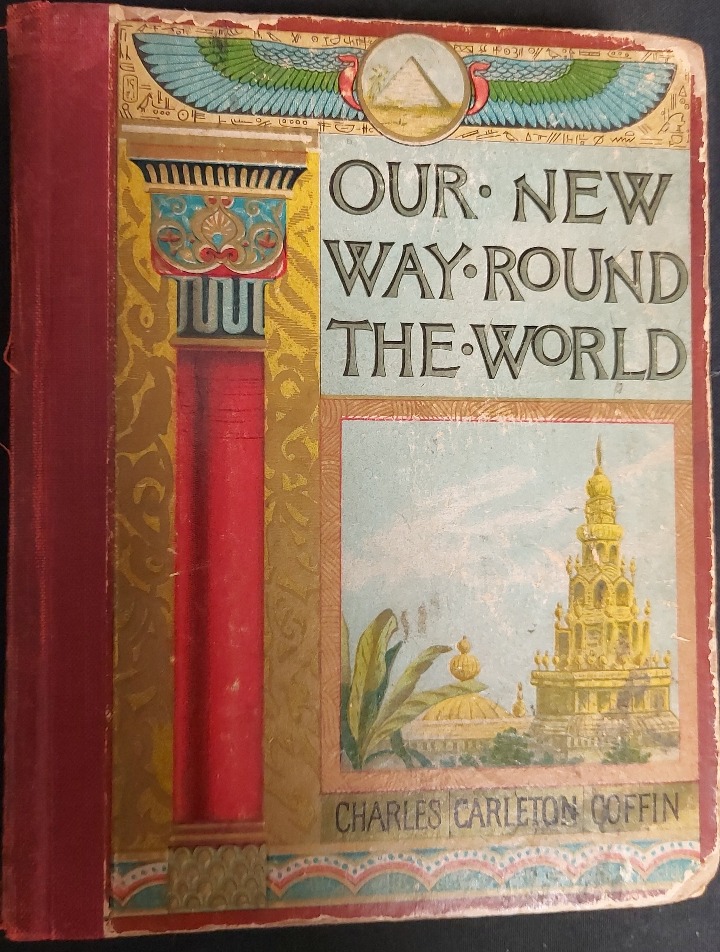 OUR· NEW
WAY·ROUND
THE·WORLD
CHARLES CARLETON COFFIN